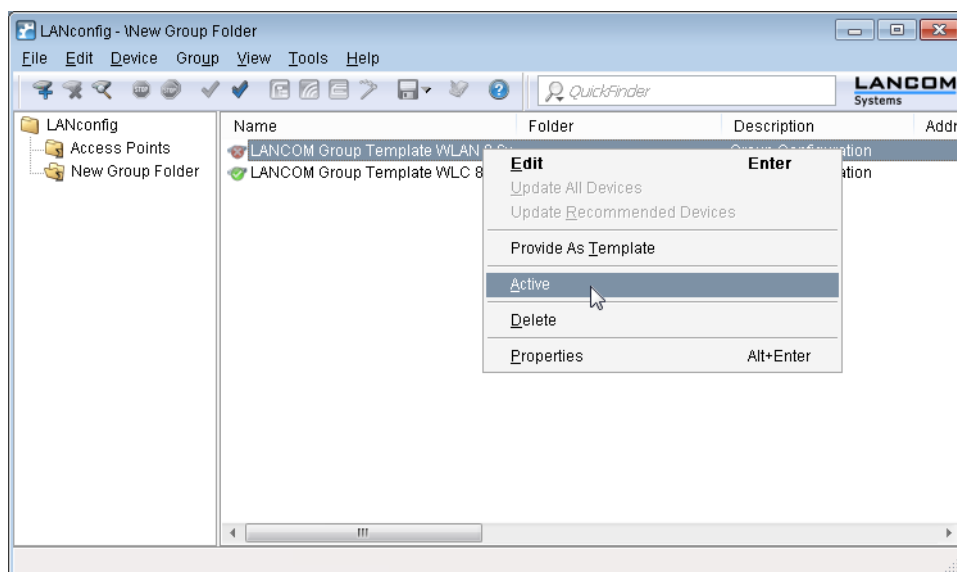 LANconfig - \New Group Folder
File Edit Device Group View Tools Help
QuickFinder
LANCOM
Systems
LANconfig
Access Points
New Group Folder
Name Folder Description Addr
LANCOM Group Template WLAN
LANCOM Group Template WLC 8
Edit Enter
Update All Devices
Update Recommended Devices
Provide As Template
Active
Delete
Properties Alt+Enter